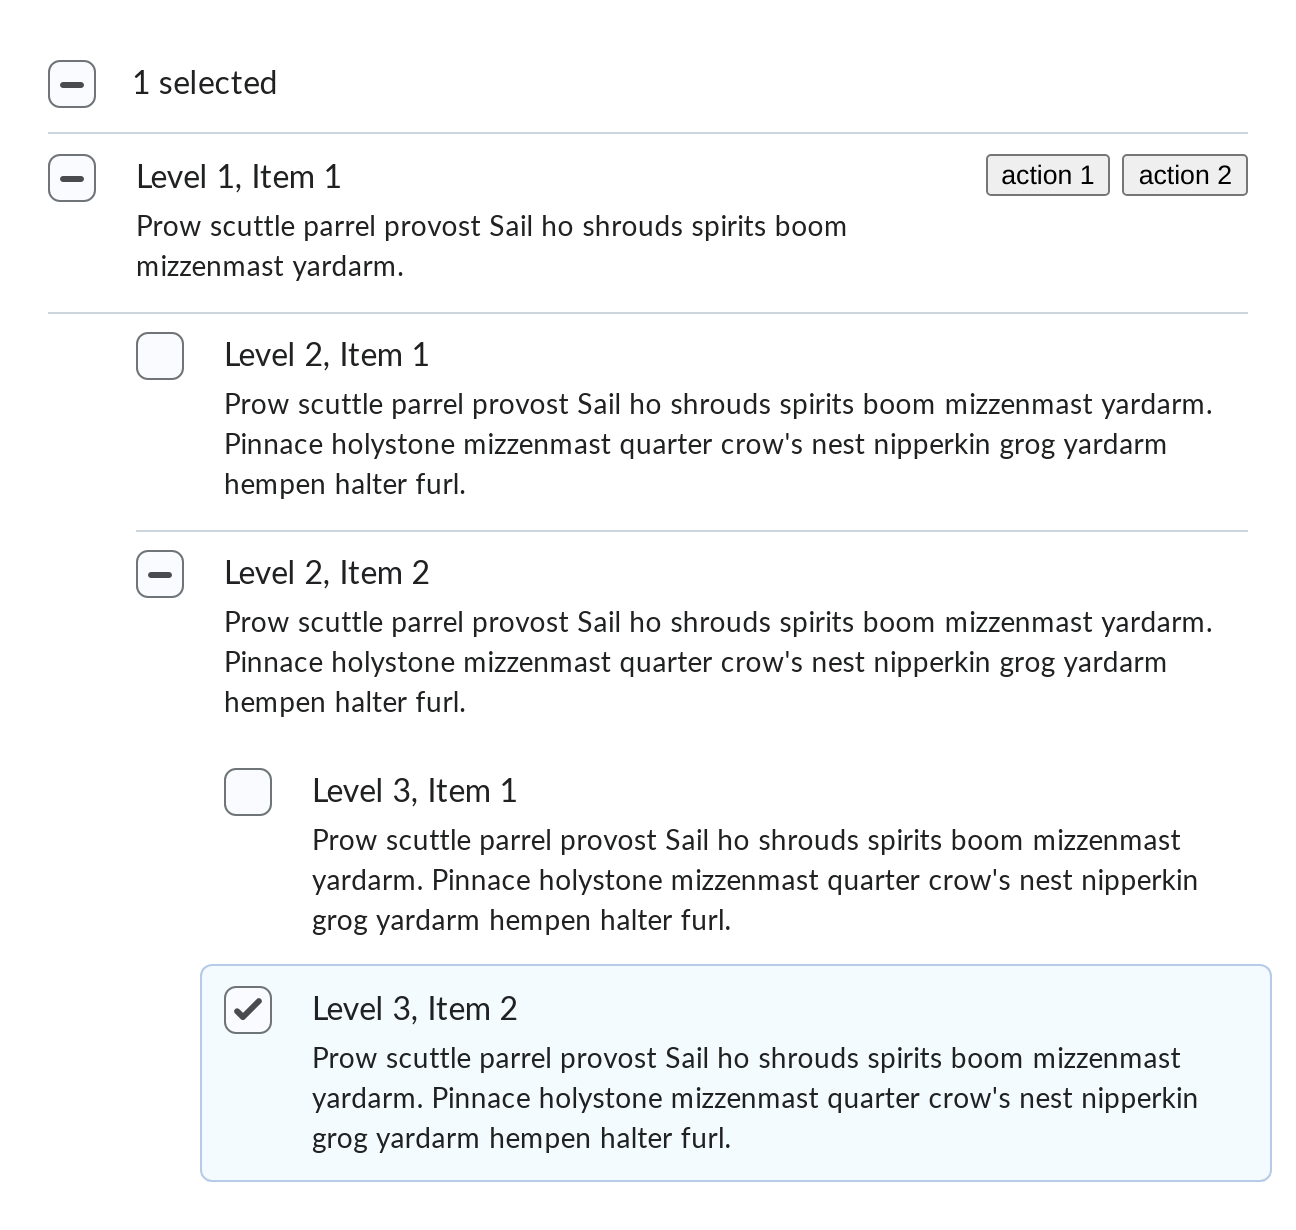 1 selected
Level 1, Item 1
action 1
action 2
Prow scuttle parrel provost Sail ho shrouds spirits boom
mizzenmast yardarm.
Level 2, Item 1
Prow scuttle parrel provost Sail ho shrouds spirits boom mizzenmast yardarm.
Pinnace holystone mizzenmast quarter crow's nest nipperkin grog yardarm
hempen halter furl.
Level 2, Item 2
Prow scuttle parrel provost Sail ho shrouds spirits boom mizzenmast yardarm.
Pinnace holystone mizzenmast quarter crow's nest nipperkin grog yardarm
hempen halter furl.
Level 3, Item 1
Prow scuttle parrel provost Sail ho shrouds spirits boom mizzenmast
yardarm. Pinnace holystone mizzenmast quarter crow's nest nipperkin
grog yardarm hempen halter furl.
Level 3, Item 2
Prow scuttle parrel provost Sail ho shrouds spirits boom mizzenmast
yardarm. Pinnace holystone mizzenmast quarter crow's nest nipperkin
grog yardarm hempen halter furl.